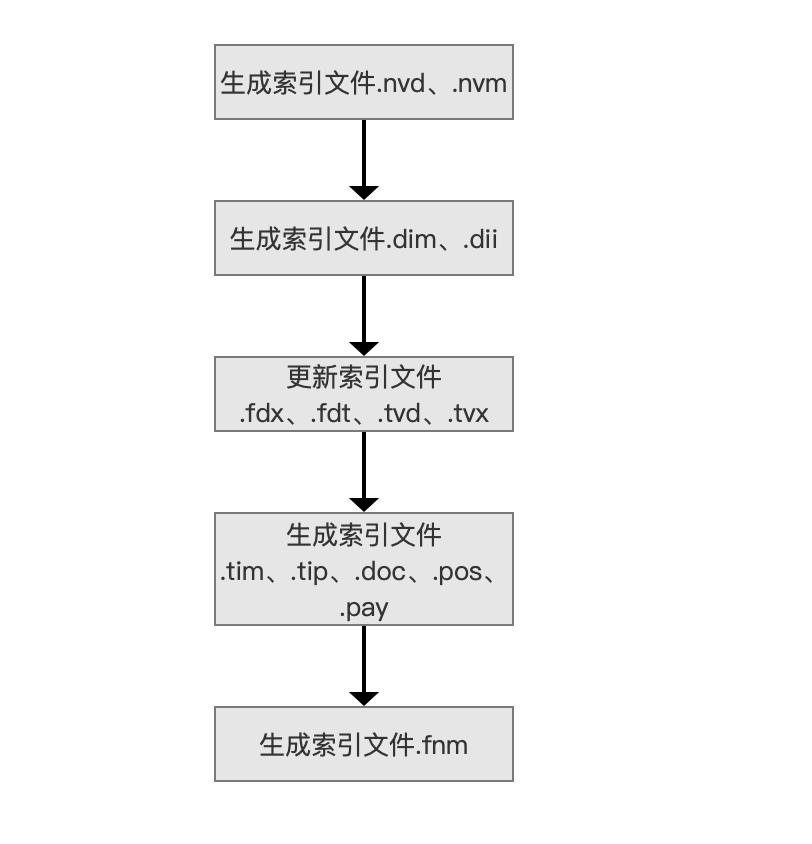 生成索引文件.nvd、.nvm
生成索引文件.dim、.dii
更新索引文件
.fdx、.fdt、.tvd、.tvx
生成索引文件
.tim、.tip、.doc、.pos、
.pay
生成索引文件.fnm